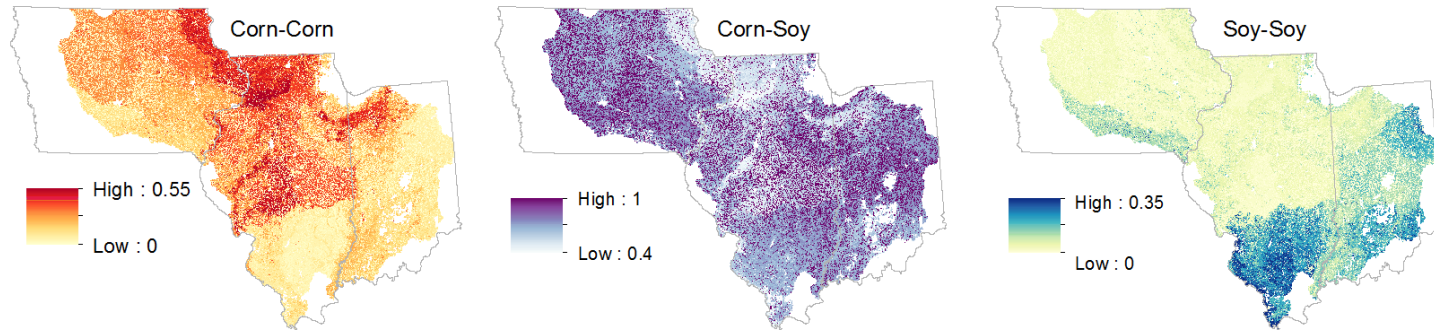 Corn-Corn
High : 0.55
Low : 0
Corn-Soy
High : 1
Low : 0.4
Soy-Soy
High : 0.35
Low : 0